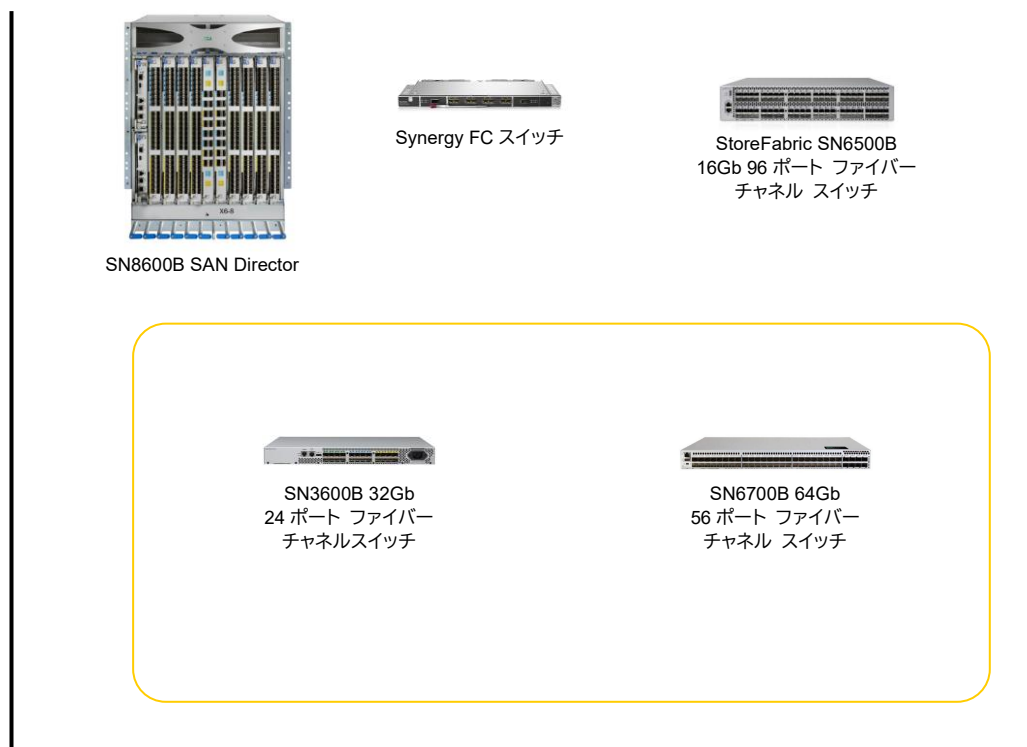 X6-8
SN8600B SAN Director
Synergy FC スイッチ
StoreFabric SN6500B
16Gb 96 ポート ファイバー
チャネル スイッチ
SN3600B 32Gb
24 ポート ファイバー
チャネルスイッチ
SN6700B 64Gb
56 ポート ファイバー
チャネル スイッチ